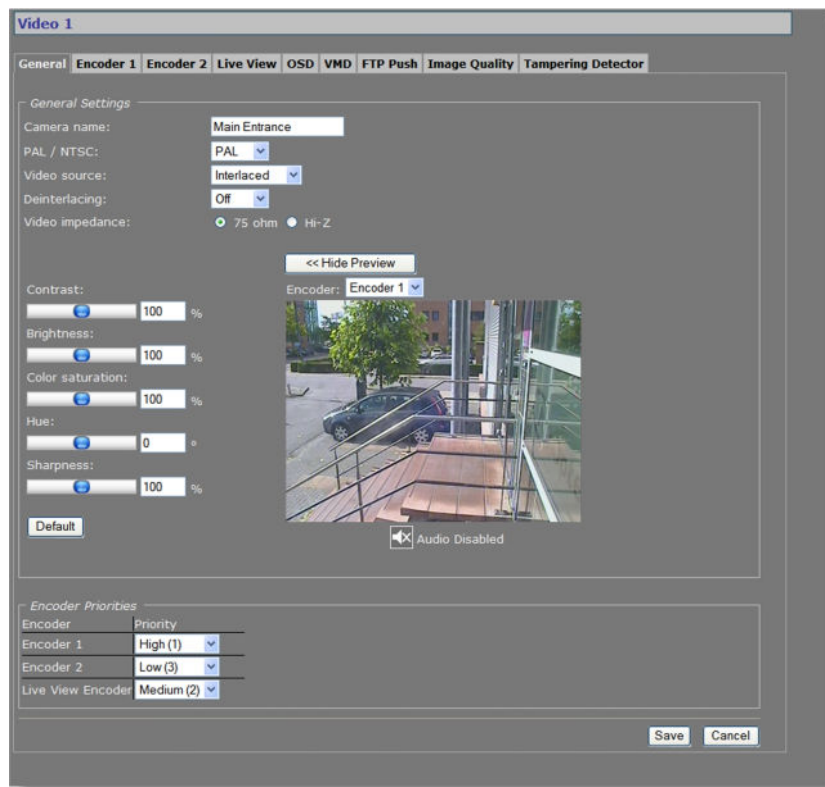 Video 1
General Encoder 1 Encoder 2 Live View OSD VMD FTP Push Image Quality Tampering Detector
General Settings
Camera name: Main Entrance
PAL / NTSC: PAL
Video source: Interlaced
Deinterlacing: Off
Video impedance: 75 ohm Hi-Z
<< Hide Preview
Encoder: Encoder 1
Contrast:
100 %
Brightness:
100 %
Color saturation:
100 %
Hue:
0 °
Sharpness:
100 %
Default
Audio Disabled
Encoder Priorities
Encoder Priority
Encoder 1 High (1)
Encoder 2 Low (3)
Live View Encoder Medium (2)
Save Cancel